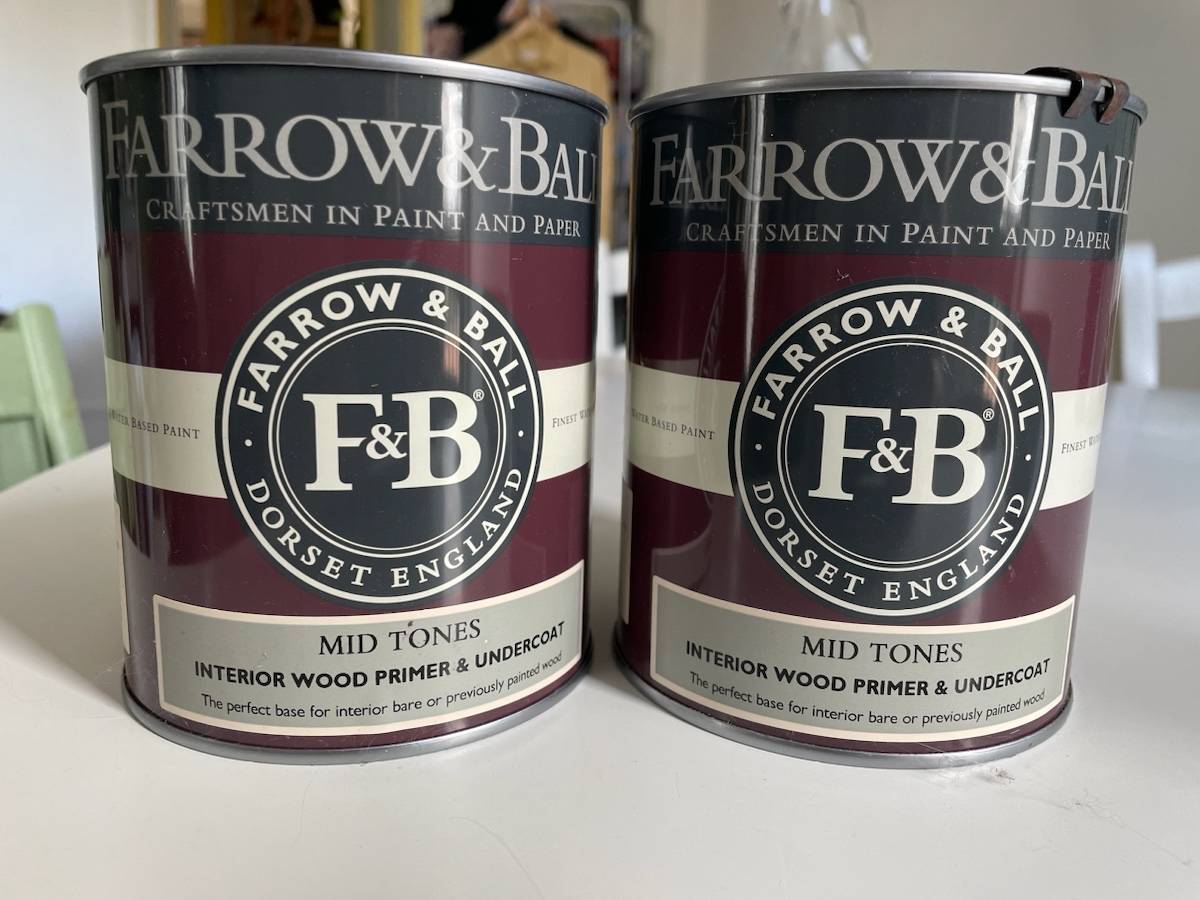 FARROW & BAL
CRAFTSMEN IN PAINT AND PAPER
FARROW & BALL
F&B®
DORSET ENGLAND
WATER BASED PAINT
FINEST
MID TONES
INTERIOR WOOD PRIMER & UNDERCOAT
The perfect base for interior bare or previously painted wood
FARROW & BAL
CRAFTSMEN IN PAINT AND PAPER
FARROW & BALL
F&B®
DORSET ENGLAND
WATER BASED PAINT
FINEST
MID TONES
INTERIOR WOOD PRIMER & UNDERCOAT
The perfect base for interior bare or previously painted wood